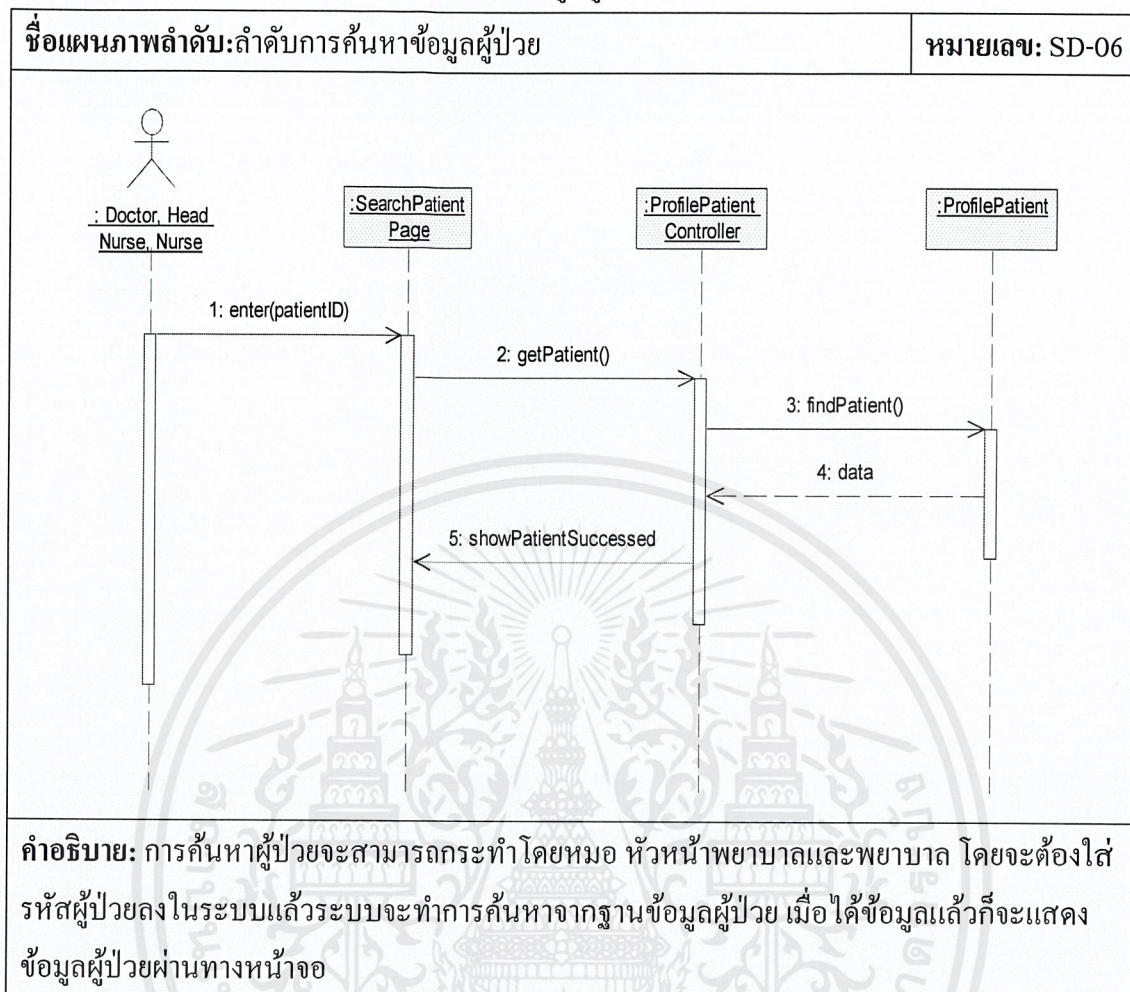 ชื่อแผนภาพลำดับ:ลำดับการค้นหาข้อมูลผู้ป่วย
หมายเลข: SD-06
: Doctor, Head
Nurse, Nurse
:SearchPatient
Page
:ProfilePatient
Controller
:ProfilePatient
1: enter(patientID)
2: getPatient()
3: findPatient()
4: data
5: showPatientSuccessed
คำอธิบาย: การค้นหาผู้ป่วยจะสามารถกระทำโดยหมอ หัวหน้าพยาบาลและพยาบาล โดยจะต้องใส่
รหัสผู้ป่วยลงในระบบแล้วระบบจะทำการค้นหาจากฐานข้อมูลผู้ป่วย เมื่อได้ข้อมูลแล้วก็จะแสดง
ข้อมูลผู้ป่วยผ่านทางหน้าจอ